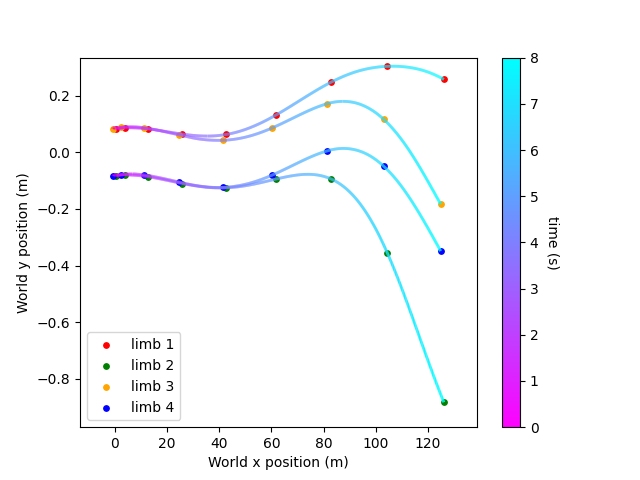 0.2
0.0
−0.2
−0.4
−0.6
−0.8
World y position (m)
limb 1
limb 2
limb 3
limb 4
0 20 40 60 80 100 120
World x position (m)
8
7
6
5
4
3
2
1
0
time (s)